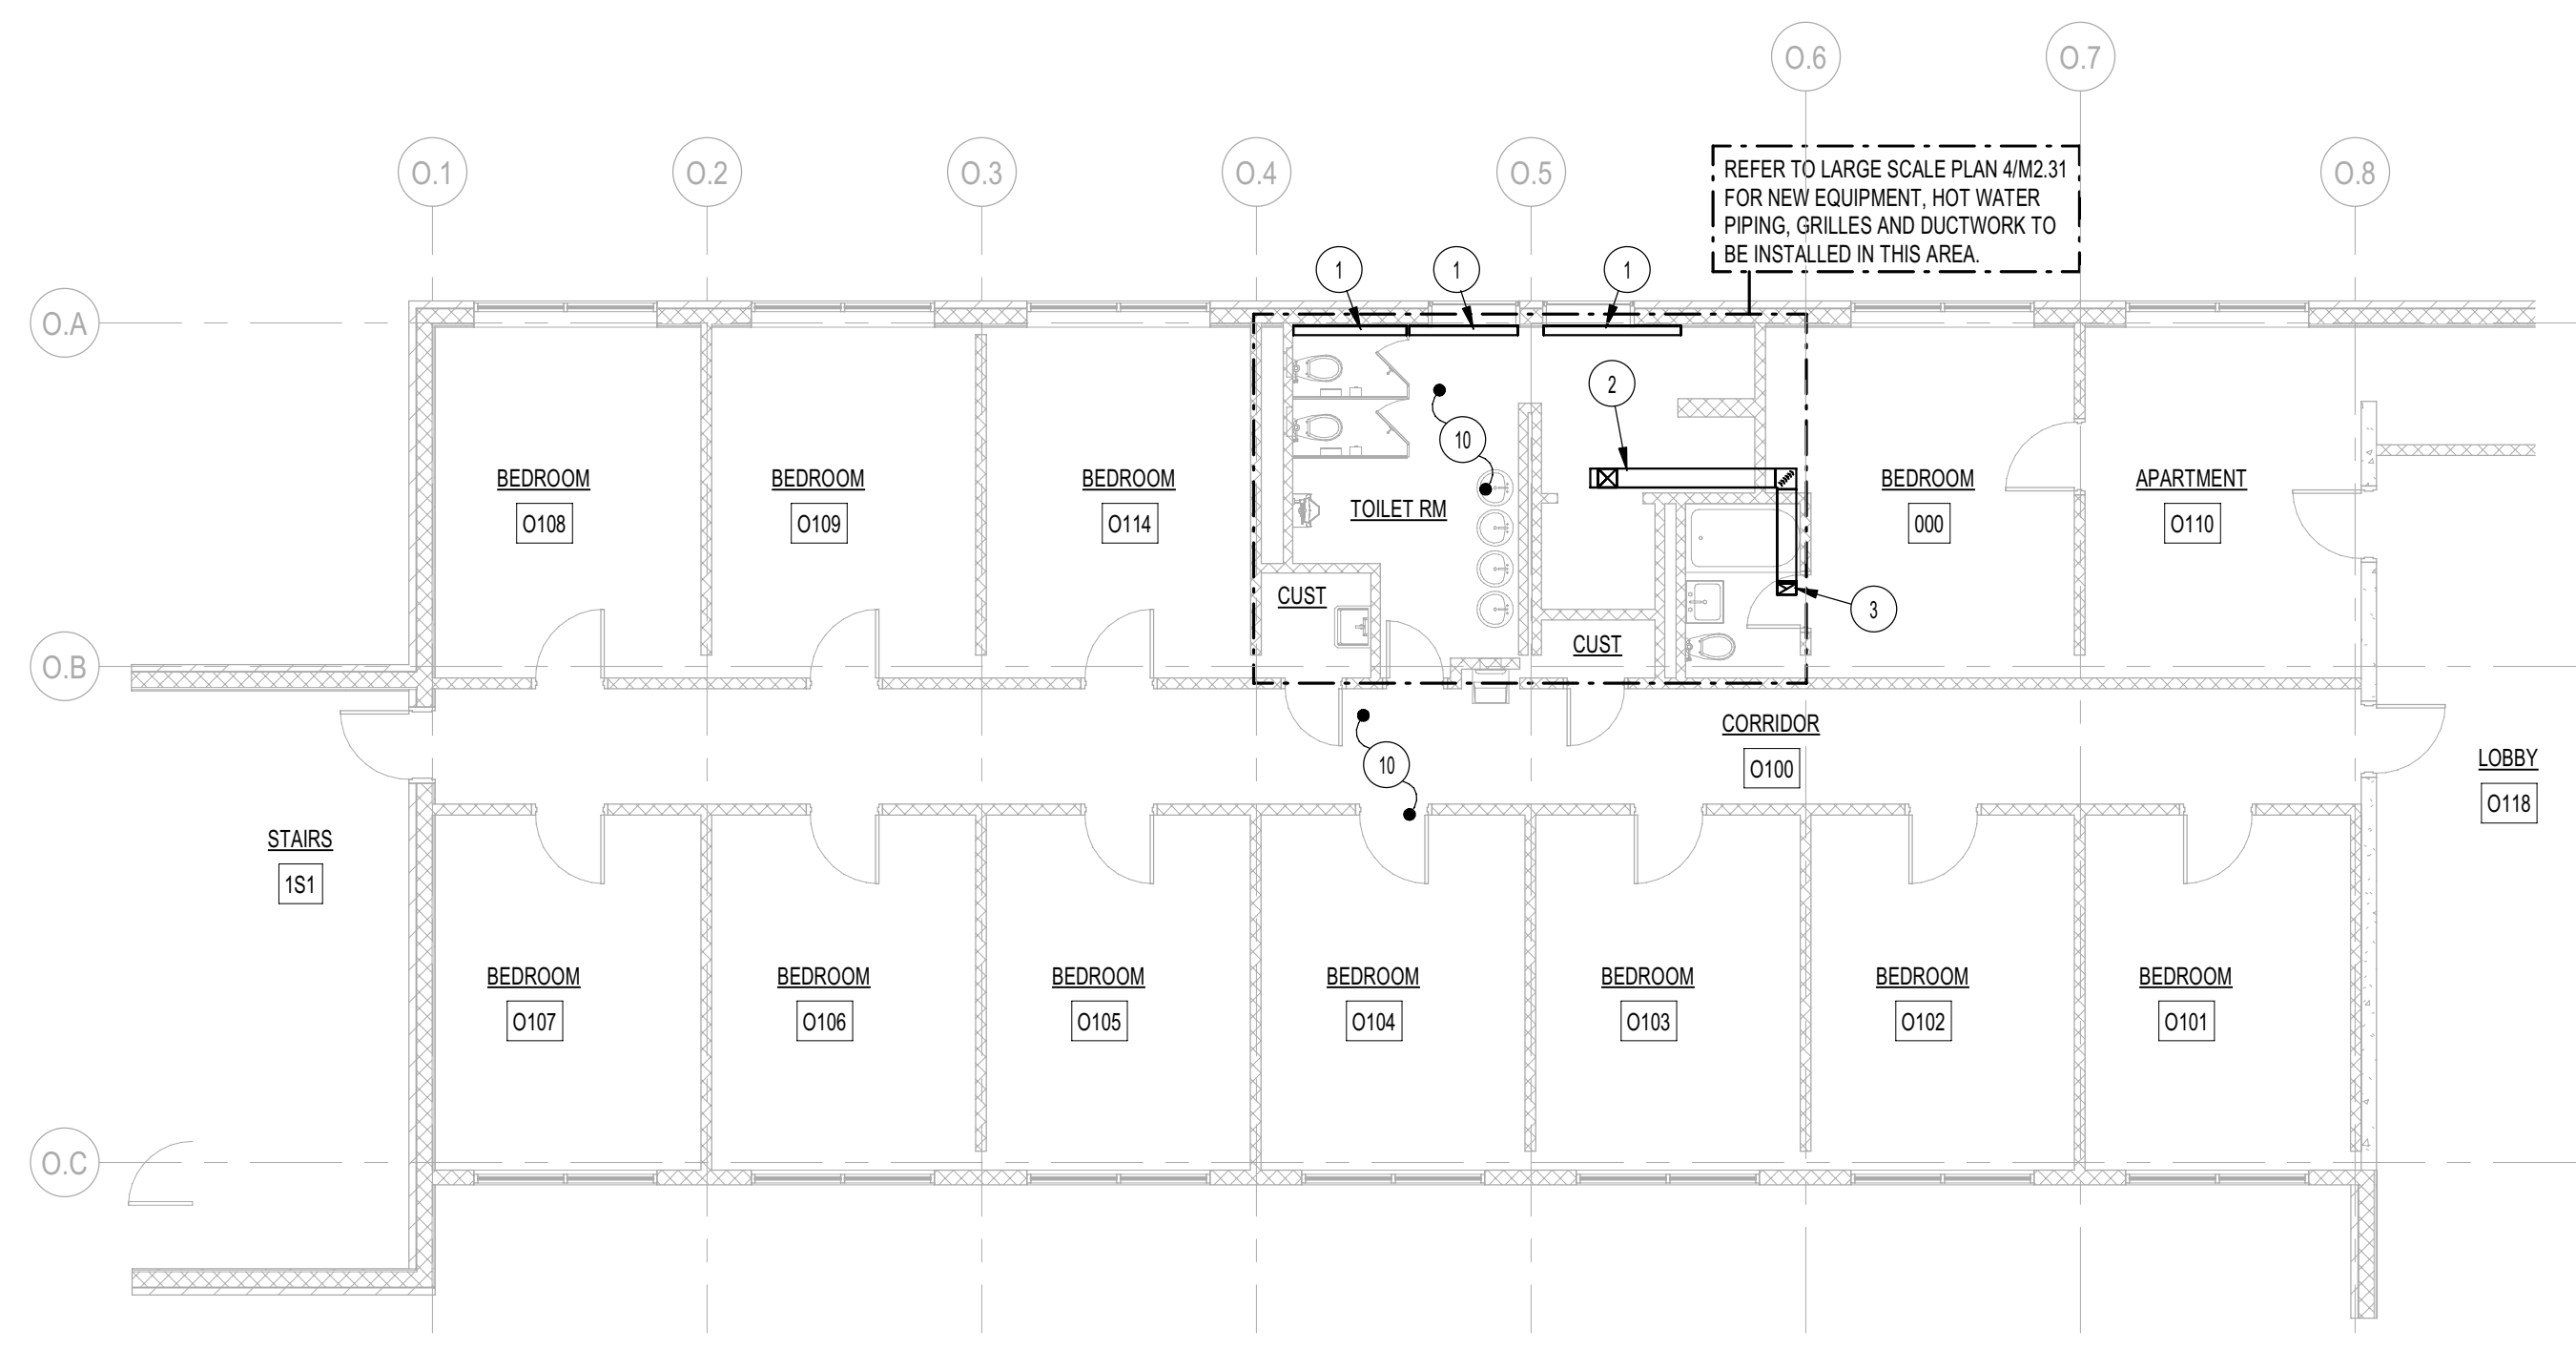 O.6
O.7
O.1
O.2
O.3
O.4
O.5
O.8
REFER TO LARGE SCALE PLAN 4/M2.31
FOR NEW EQUIPMENT, HOT WATER
PIPING, GRILLES AND DUCTWORK TO
BE INSTALLED IN THIS AREA.
1
1
1
O.A
2
10
BEDROOM
O108
BEDROOM
O109
BEDROOM
O114
TOILET RM
BEDROOM
000
APARTMENT
O110
CUST
3
CUST
O.B
CORRIDOR
O100
10
LOBBY
O118
STAIRS
1S1
BEDROOM
O107
BEDROOM
O106
BEDROOM
O105
BEDROOM
O104
BEDROOM
O103
BEDROOM
O102
BEDROOM
O101
O.C